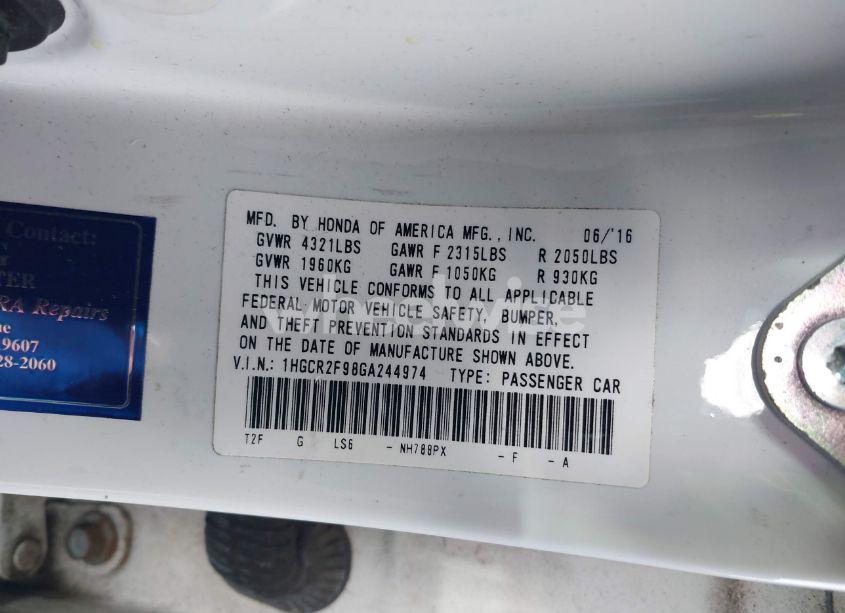 Contact:
TER
RA Repairs
ue
19607
28-2060
MFD. BY HONDA OF AMERICA MFG., INC. 06/'16
GVWR 4321LBS GAWR F 2315LBS R 2050LBS
GVWR 1960KG GAWR F 1050KG R 930KG
THIS VEHICLE CONFORMS TO ALL APPLICABLE
FEDERAL MOTOR VEHICLE SAFETY, BUMPER,
AND THEFT PREVENTION STANDARDS IN EFFECT
ON THE DATE OF MANUFACTURE SHOWN ABOVE.
V.I.N.: 1HGCR2F98GA244974 TYPE: PASSENGER CAR
T2F G LS6 - NH788PX - F - A